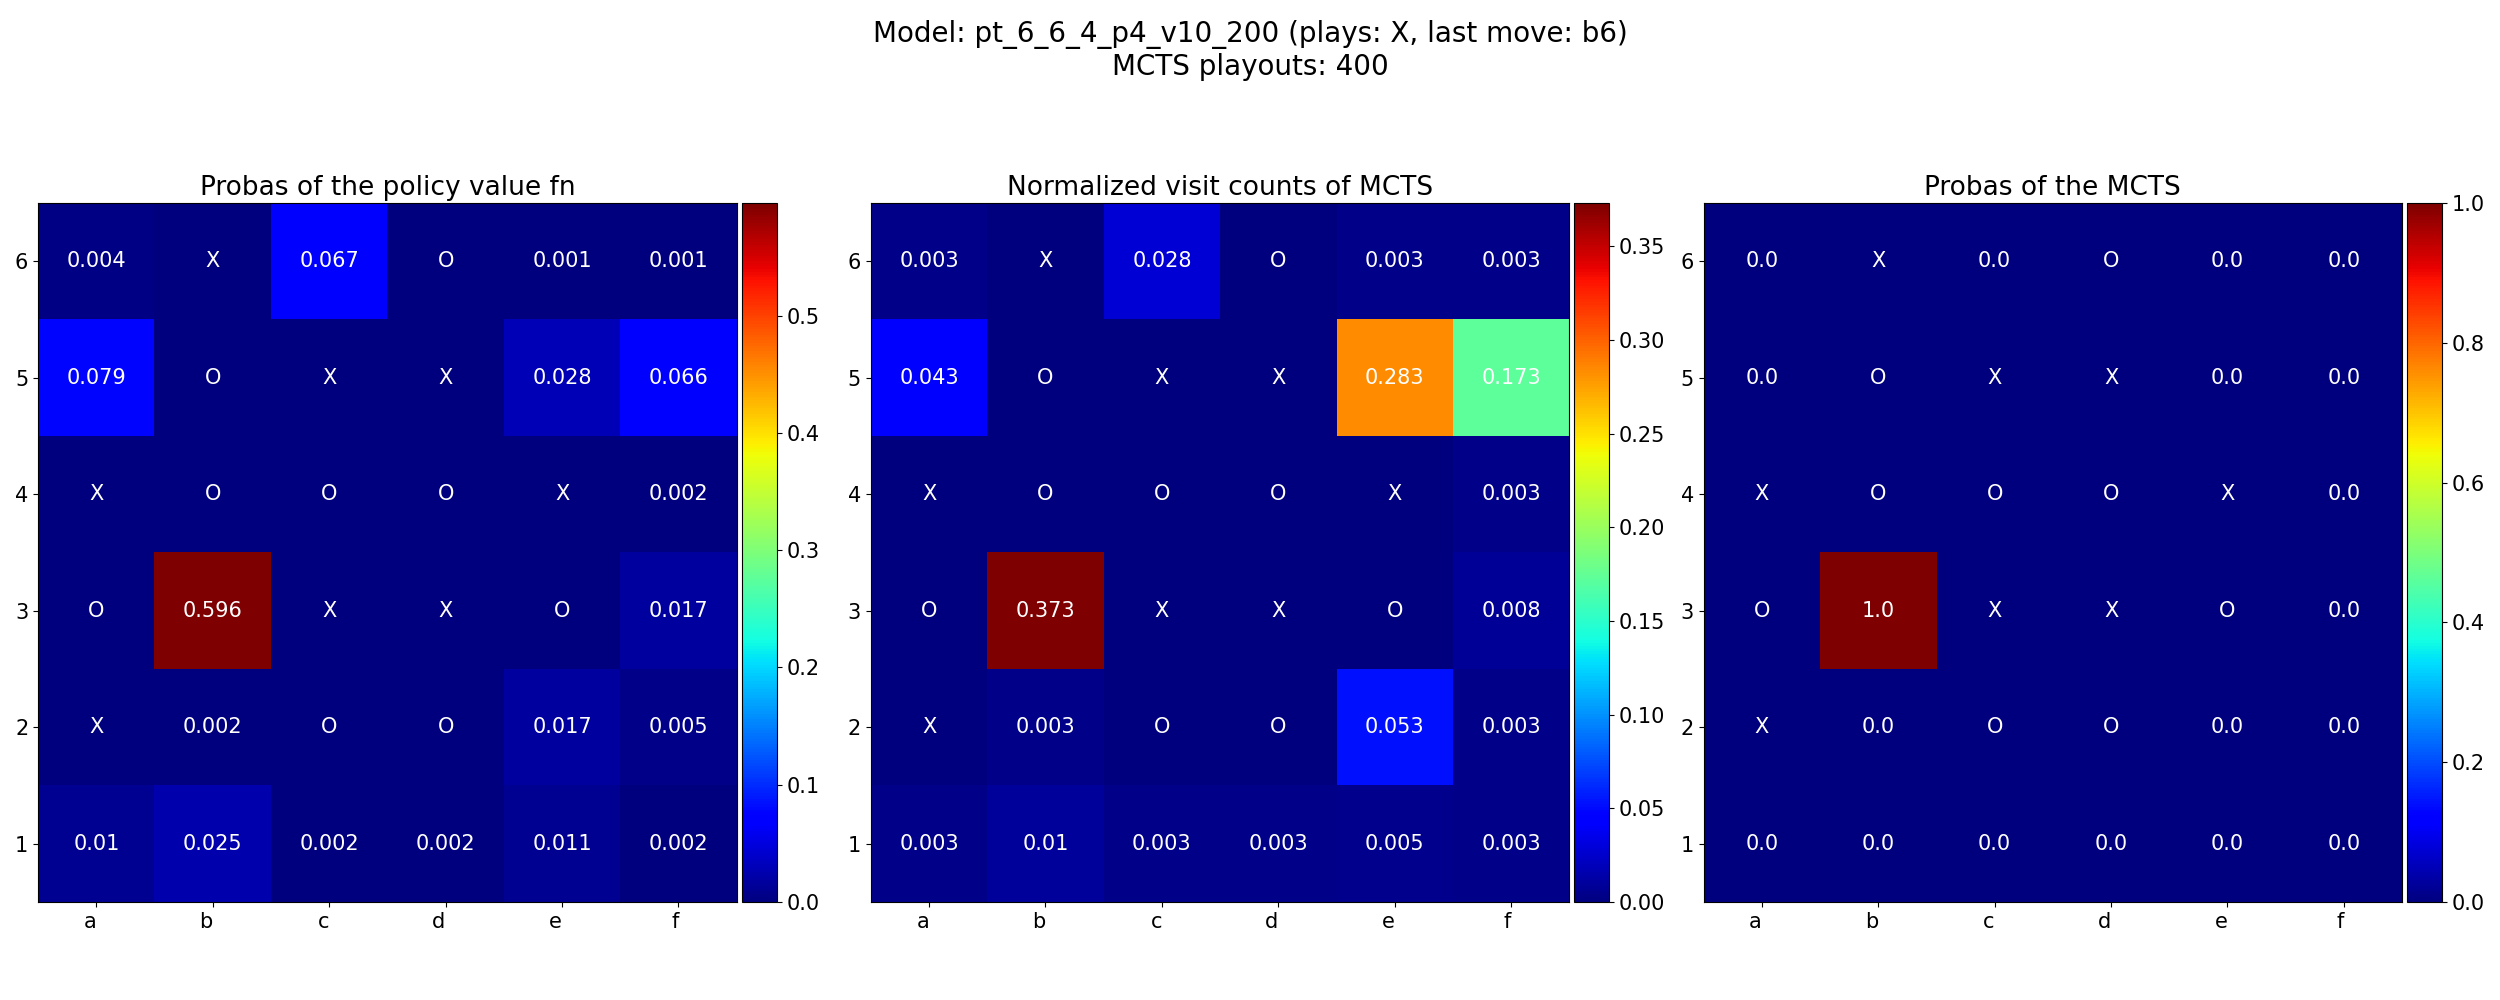 Model: pt_6_6_4_p4_v10_200 (plays: X, last move: b6)
MCTS playouts: 400
Probas of the policy value fn
6 0.004 X 0.067 O 0.001 0.001
5 0.079 O X X 0.028 0.066
4 X O O O X 0.002
3 O 0.596 X X O 0.017
2 X 0.002 O O 0.017 0.005
1 0.01 0.025 0.002 0.002 0.011 0.002
a b c d e f
0.5
0.4
0.3
0.2
0.1
0.0
Normalized visit counts of MCTS
6 0.003 X 0.028 O 0.003 0.003
5 0.043 O X X 0.283 0.173
4 X O O O X 0.003
3 O 0.373 X X O 0.008
2 X 0.003 O O 0.053 0.003
1 0.003 0.01 0.003 0.003 0.005 0.003
a b c d e f
0.35
0.30
0.25
0.20
0.15
0.10
0.05
0.00
Probas of the MCTS
6 0.0 X 0.0 O 0.0 0.0
5 0.0 O X X 0.0 0.0
4 X O O O X 0.0
3 O 1.0 X X O 0.0
2 X 0.0 O O 0.0 0.0
1 0.0 0.0 0.0 0.0 0.0 0.0
a b c d e f
1.0
0.8
0.6
0.4
0.2
0.0